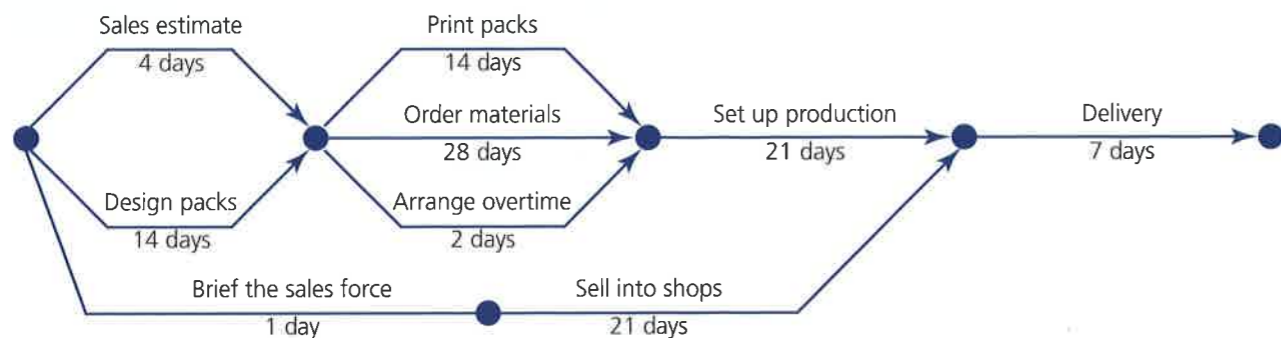 Sales estimate
4 days
Print packs
14 days
Order materials
28 days
Set up production
21 days
Delivery
7 days
Design packs
14 days
Arrange overtime
2 days
Brief the sales force
1 day
Sell into shops
21 days